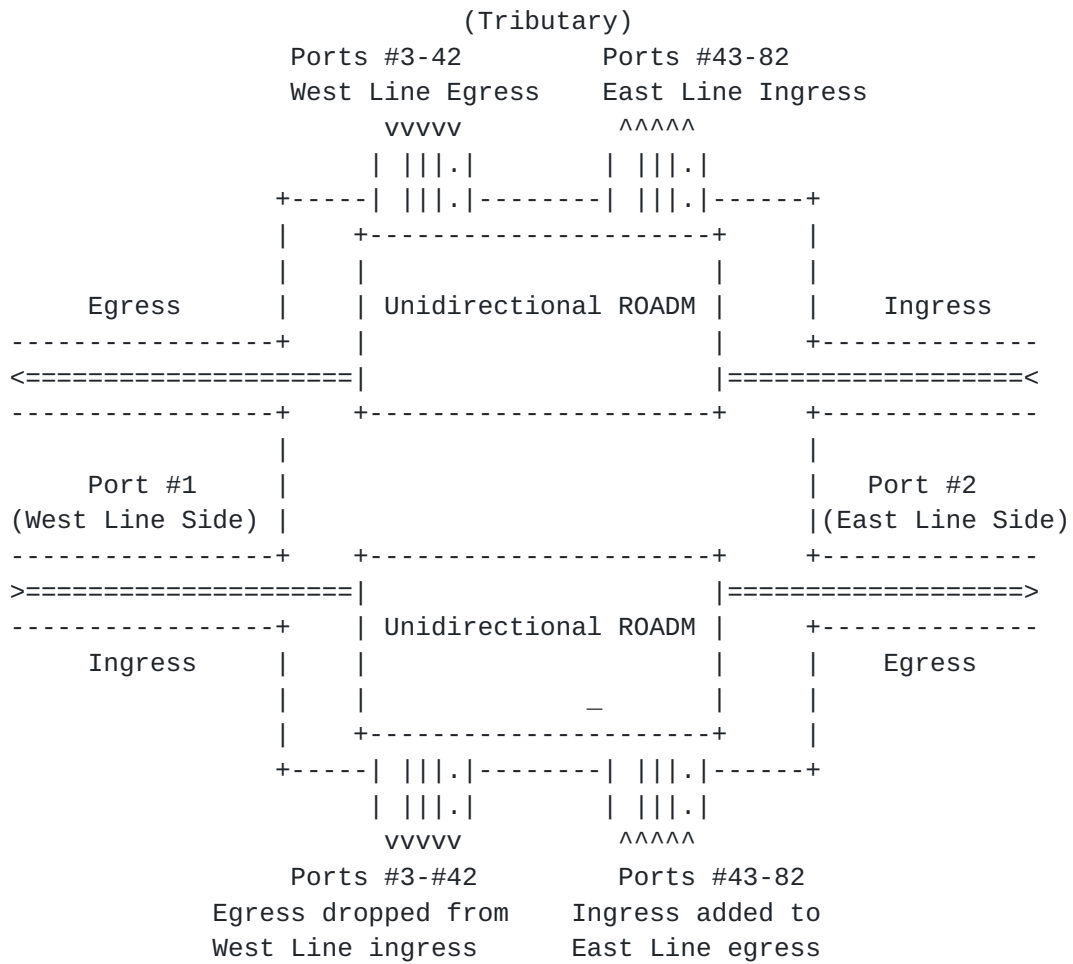 (Tributary)
Ports #3-42 Ports #43-82
West Line Egress East Line Ingress
vvvvv ^^^^^
| |||.| | |||.|
+-----| |||.|--------| |||.|------+
| +----------------------+ |
| | | |
Egress | | Unidirectional ROADM | | Ingress
-----------------+ | | +--------------
<=====================| |===================<
-----------------+ +----------------------+ +--------------
| |
Port #1 | | Port #2
(West Line Side) | |(East Line Side)
-----------------+ +----------------------+ +--------------
>=====================| |===================>
-----------------+ | Unidirectional ROADM | +--------------
Ingress | | | | Egress
| | _ | |
| +----------------------+ |
+-----| |||.|--------| |||.|------+
| |||.| | |||.|
vvvvv ^^^^^
Ports #3-#42 Ports #43-82
Egress dropped from Ingress added to
West Line ingress East Line egress